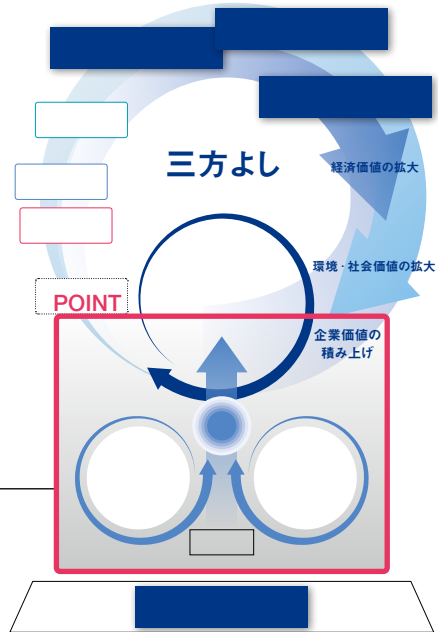 三方よし
経済価値の拡大
環境・社会価値の拡大
POINT
企業価値の
積み上げ